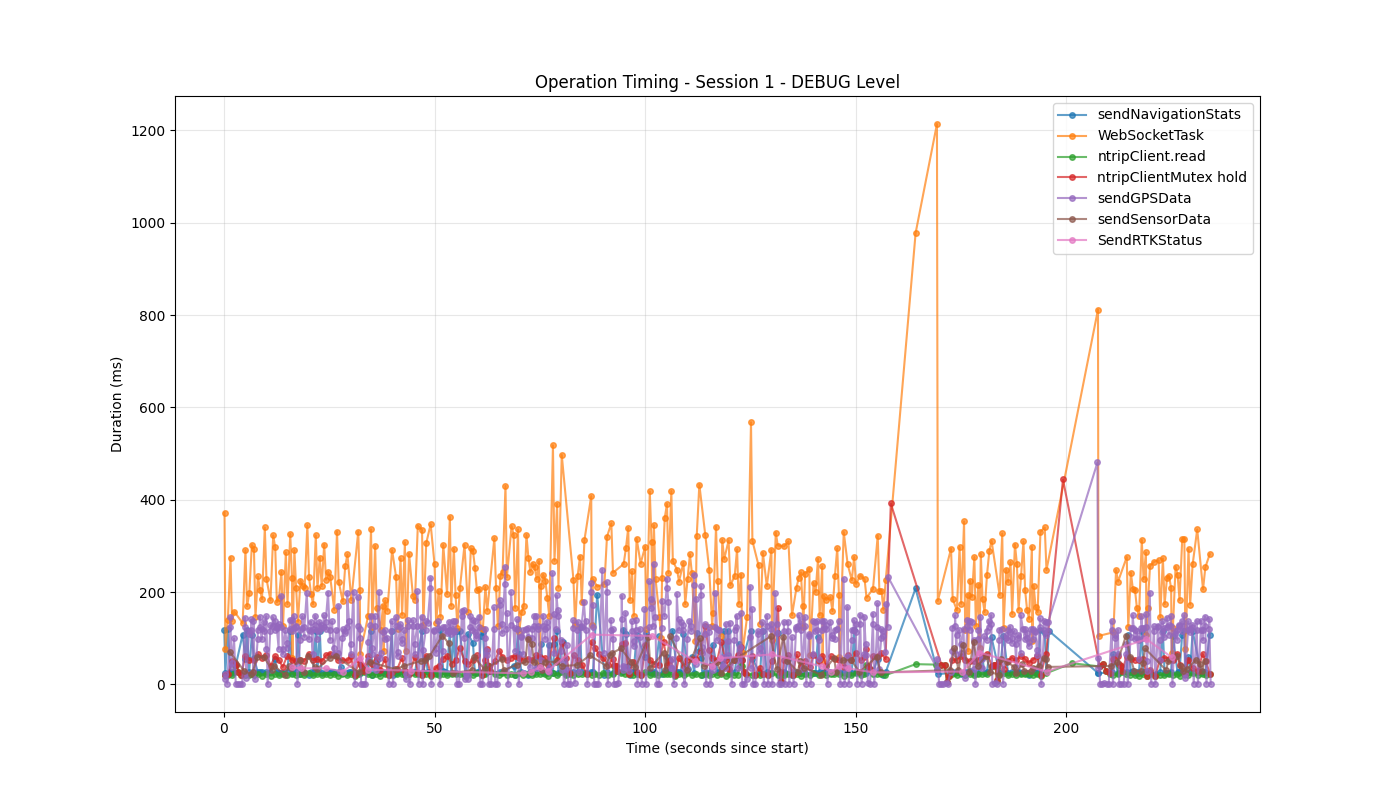 Operation Timing - Session 1 - DEBUG Level
sendNavigationStats
WebSocketTask
ntripClient.read
ntripClientMutex hold
sendGPSData
sendSensorData
SendRTKStatus
1200
1000
800
600
400
200
0
Duration (ms)
0 50 100 150 200
Time (seconds since start)